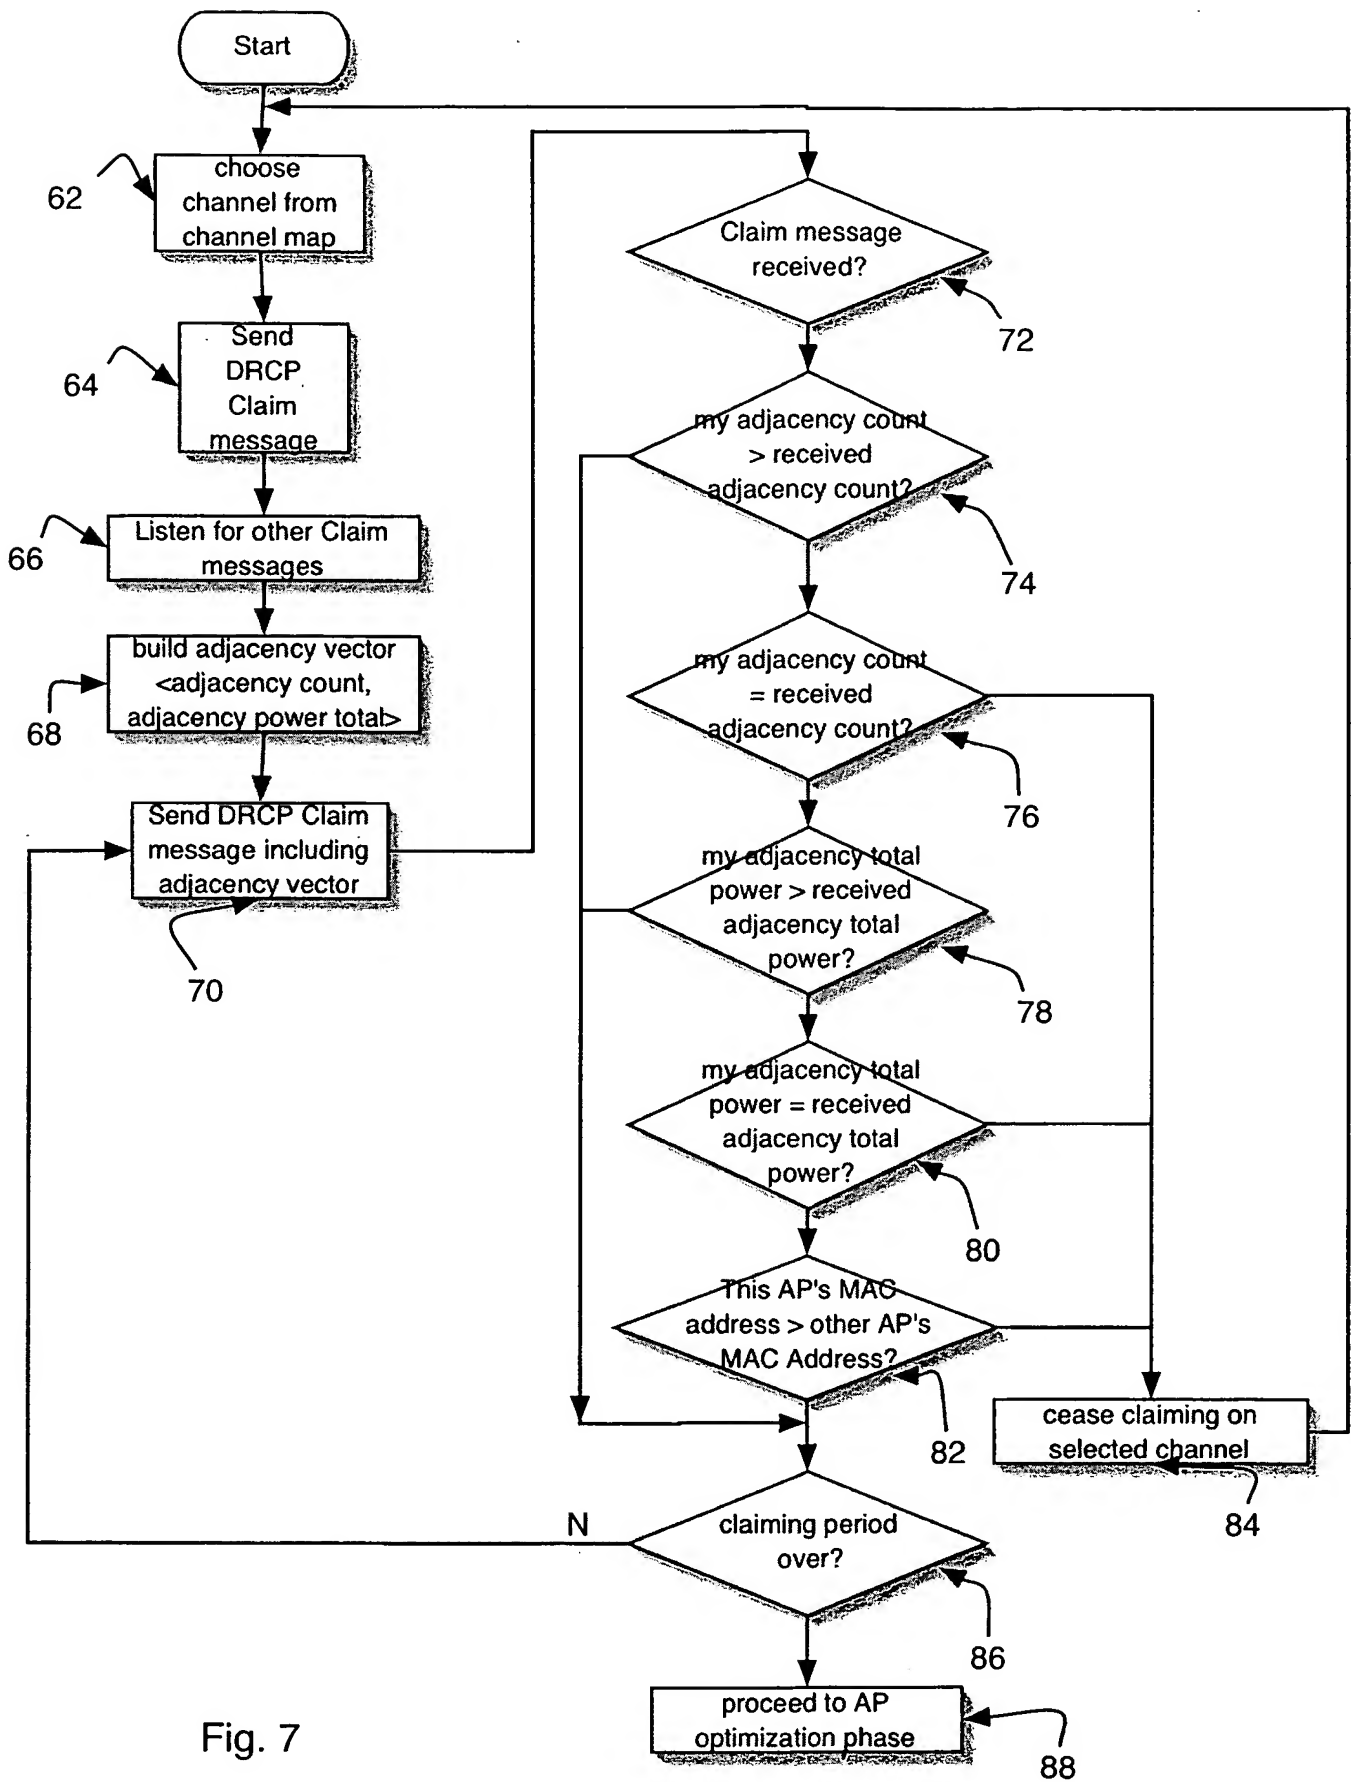 Start
62
choose
channel from
channel map
64
Send
DRCP
Claim
message
66
Listen for other Claim
messages
68
build adjacency vector
<adjacency count,
adjacency power total>
Send DRCP Claim
message including
adjacency vector
70
Claim message
received?
72
my adjacency count
> received
adjacency count?
74
my adjacency count
= received
adjacency count?
76
my adjacency total
power > received
adjacency total
power?
78
my adjacency total
power = received
adjacency total
power?
80
This AP's MAC
address > other AP's
MAC Address?
82
cease claiming on
selected channel
84
N
claiming period
over?
86
proceed to AP
optimization phase
88
Fig. 7